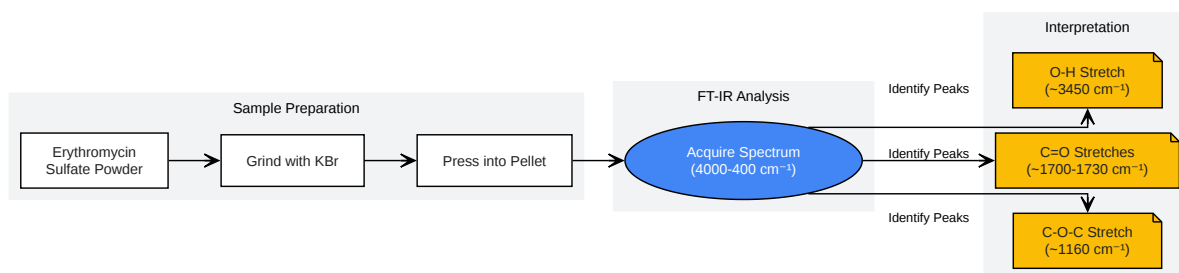 Sample Preparation
Erythromycin
Sulfate Powder
Grind with KBr
Press into Pellet
FT-IR Analysis
Acquire Spectrum
(4000-400 cm⁻¹)
Identify Peaks
Identify Peaks
Identify Peaks
Interpretation
O-H Stretch
(~3450 cm⁻¹)
C=O Stretches
(~1700-1730 cm⁻¹)
C-O-C Stretch
(~1160 cm⁻¹)